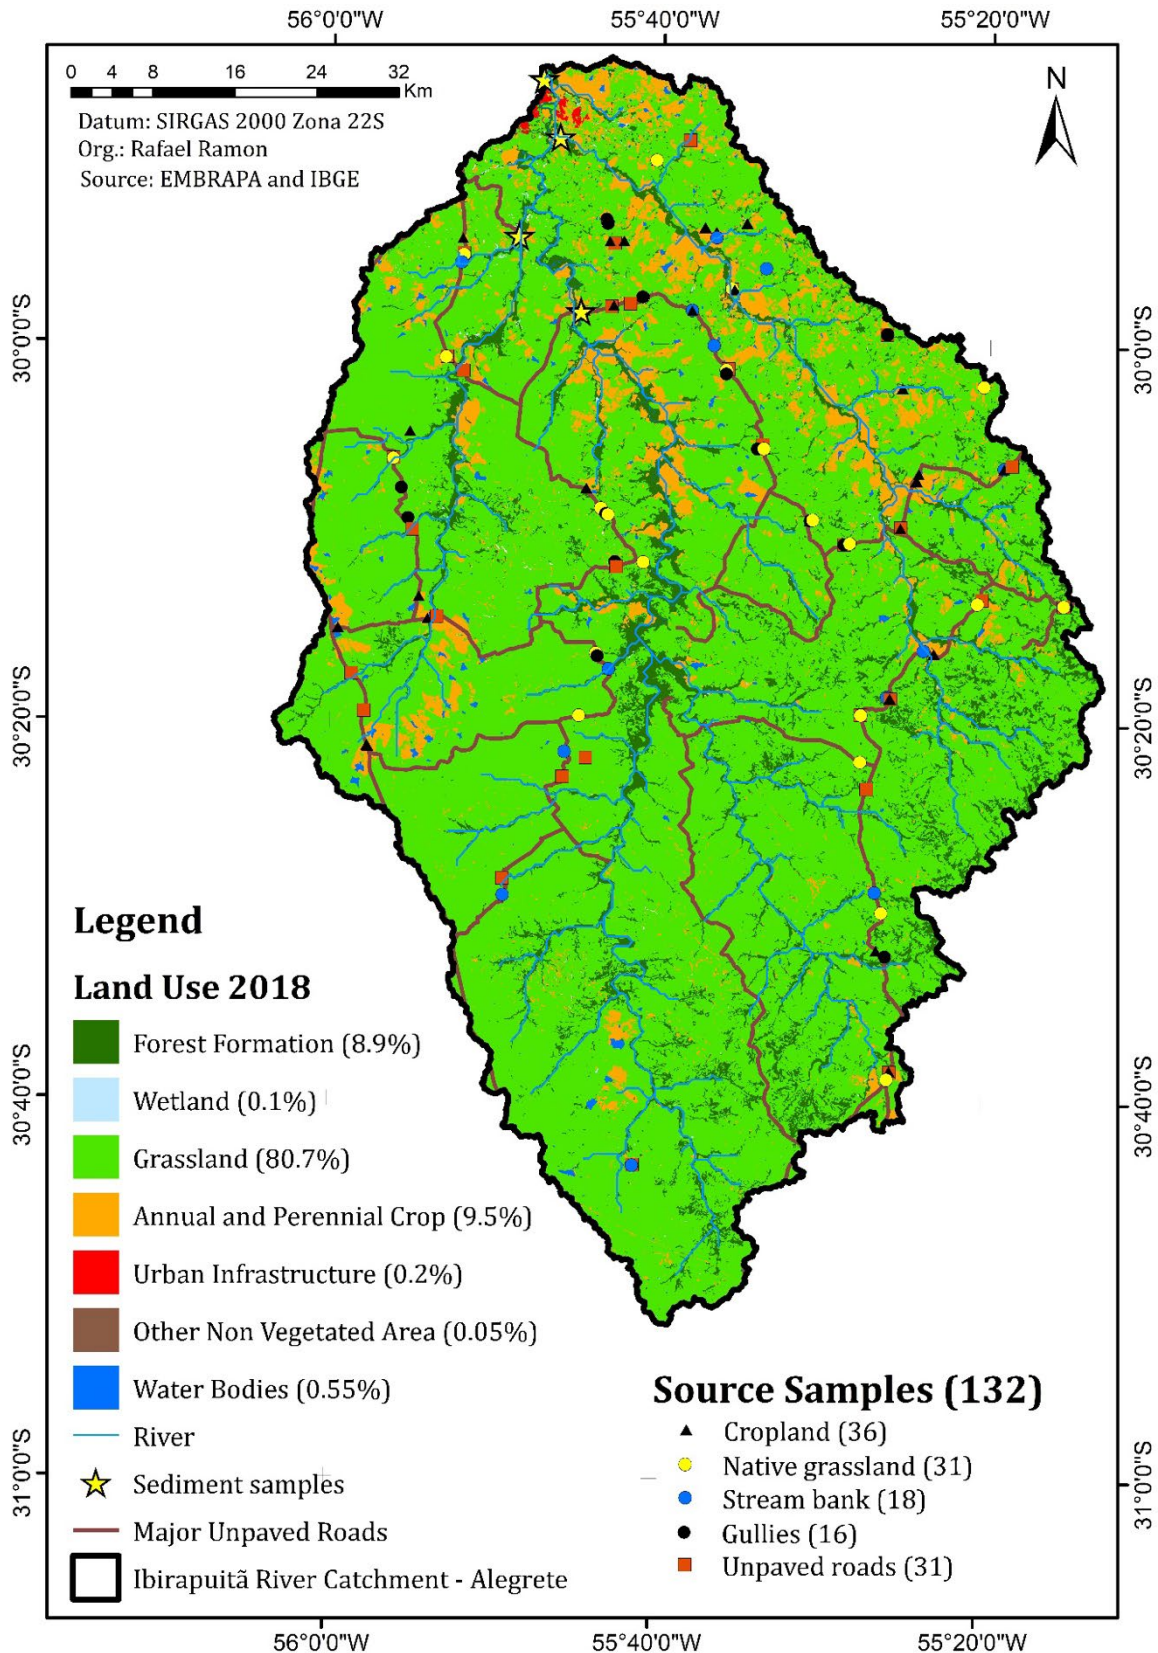 56°0'0"W 55°40'0"W 55°20'0"W
0 4 8 16 24 32
Km
N
Datum: SIRGAS 2000 Zona 22S
Org.: Rafael Ramon
Source: EMBRAPA and IBGE
30°0'0"S 30°0'0"S
30°20'0"S 30°20'0"S
30°40'0"S 30°40'0"S
31°0'0"S 31°0'0"S
Legend
Land Use 2018
Forest Formation (8.9%)
Wetland (0.1%)
Grassland (80.7%)
Annual and Perennial Crop (9.5%)
Urban Infrastructure (0.2%)
Other Non Vegetated Area (0.05%)
Water Bodies (0.55%)
River
Sediment samples
Major Unpaved Roads
Ibirapuitã River Catchment - Alegrete
Source Samples (132)
Cropland (36)
Native grassland (31)
Stream bank (18)
Gullies (16)
Unpaved roads (31)
56°0'0"W 55°40'0"W 55°20'0"W